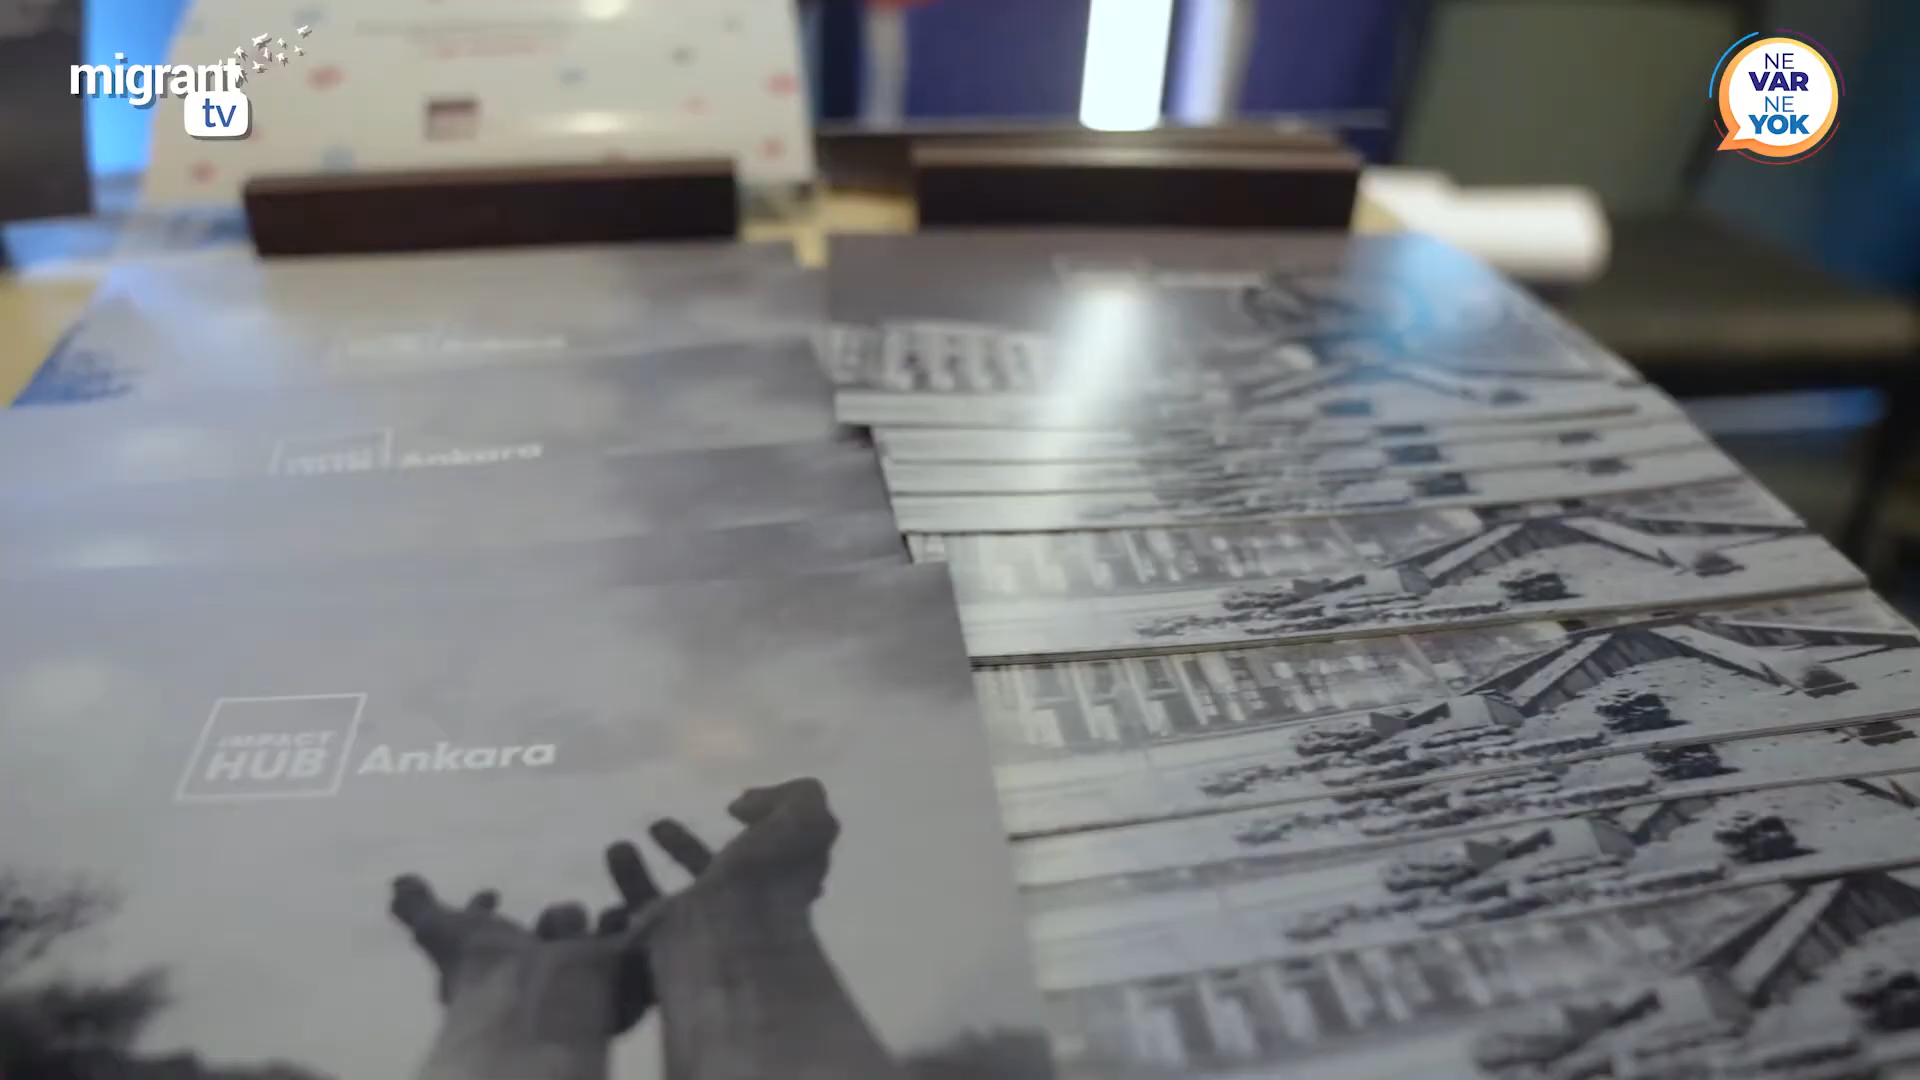 migrant
tv
NE
VAR
NE
YOK
Ankara
IMPACT
HUB Ankara